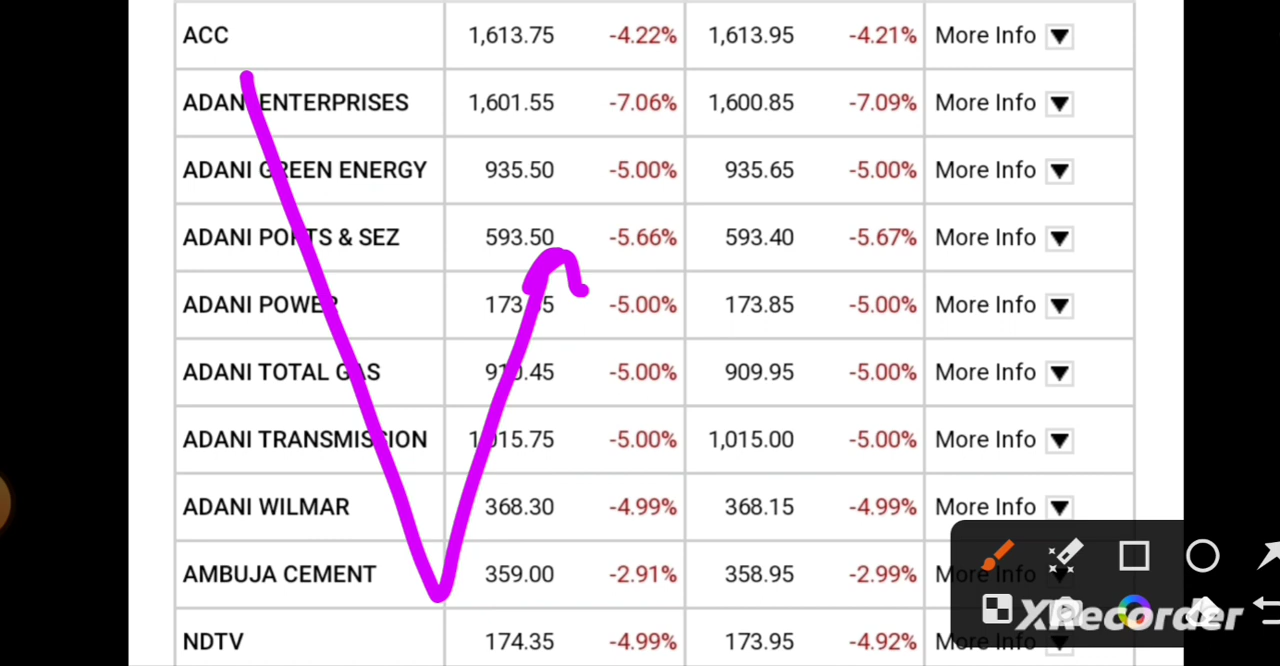 ACC 1,613.75 -4.22% 1,613.95 -4.21% More Info
ADANI ENTERPRISES 1,601.55 -7.06% 1,600.85 -7.09% More Info
ADANI GREEN ENERGY 935.50 -5.00% 935.65 -5.00% More Info
ADANI PORTS & SEZ 593.50 -5.66% 593.40 -5.67% More Info
ADANI POWER -5.00% 173.85 -5.00% More Info
ADANI TOTAL GAS -5.00% 909.95 -5.00% More Info
ADANI TRANSMISSION -5.00% 1,015.00 -5.00% More Info
ADANI WILMAR 368.30 -4.99% 368.15 -4.99% More Info
AMBUJA CEMENT 359.00 -2.91% 358.95 -2.99% More Info
XRecorder
NDTV 174.35 -4.99% 173.95 -4.92% More Info